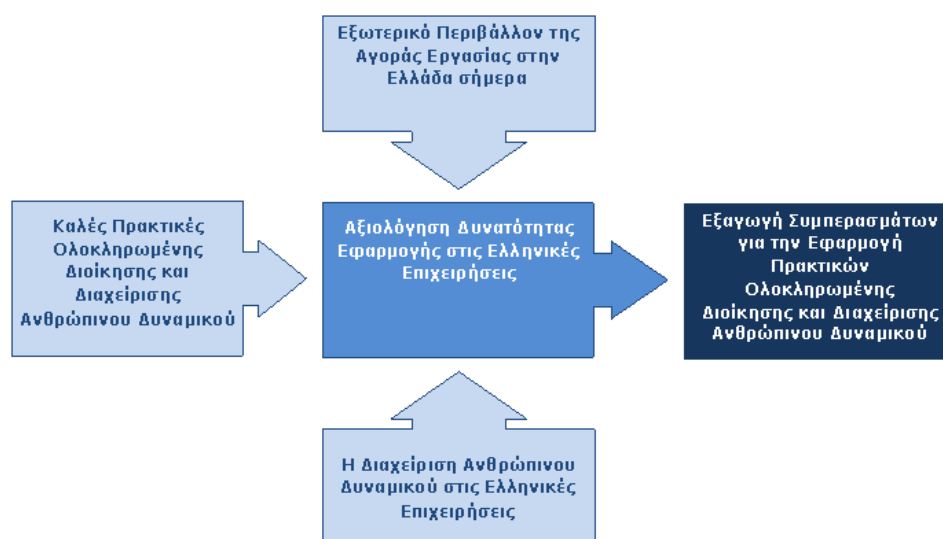 Εξωτερικό Περιβάλλον της
Αγοράς Εργασίας στην
Ελλάδα σήμερα
Καλές Πρακτικές
Ολοκληρωμένης
Διοίκησης και
Διαχείρισης
Ανθρώπινου Δυναμικού
Αξιολόγηση Δυνατότητας
Εφαρμογής στις Ελληνικές
Επιχειρήσεις
Εξαγωγή Συμπερασμάτων
για την Εφαρμογή
Πρακτικών
Ολοκληρωμένης
Διοίκησης και Διαχείρισης
Ανθρώπινου Δυναμικού
Η Διαχείριση Ανθρώπινου
Δυναμικού στις Ελληνικές
Επιχειρήσεις